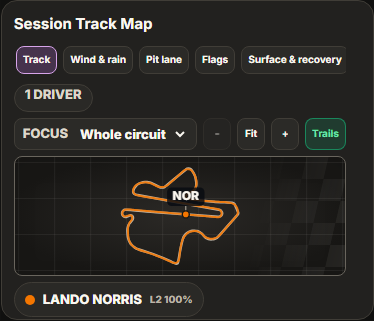 Session Track Map
Track Wind & rain Pit lane Flags Surface & recovery
1 DRIVER
FOCUS Whole circuit - Fit + Trails
NOR
LANDO NORRIS L2 100%